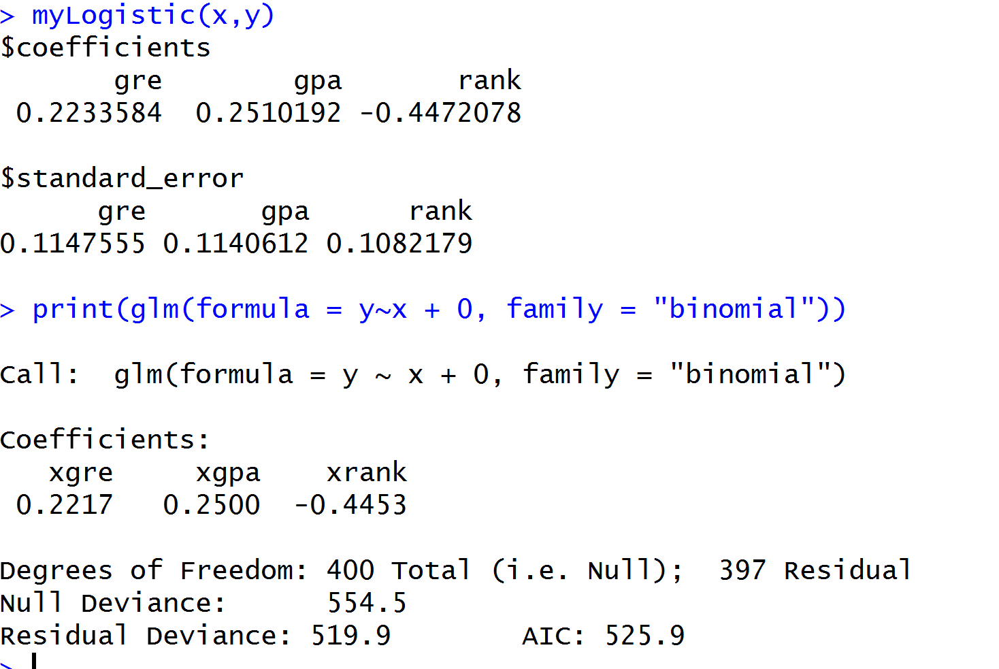 > myLogistic(x,y)
$coefficients
       gre        gpa       rank
 0.2233584  0.2510192 -0.4472078
$standard_error
      gre       gpa      rank
0.1147555 0.1140612 0.1082179
> print(glm(formula = y~x + 0, family = "binomial"))
Call:  glm(formula = y ~ x + 0, family = "binomial")
Coefficients:
   xgre     xgpa    xrank
 0.2217   0.2500  -0.4453
Degrees of Freedom: 400 Total (i.e. Null);  397 Residual
Null Deviance:      554.5
Residual Deviance: 519.9        AIC: 525.9
>